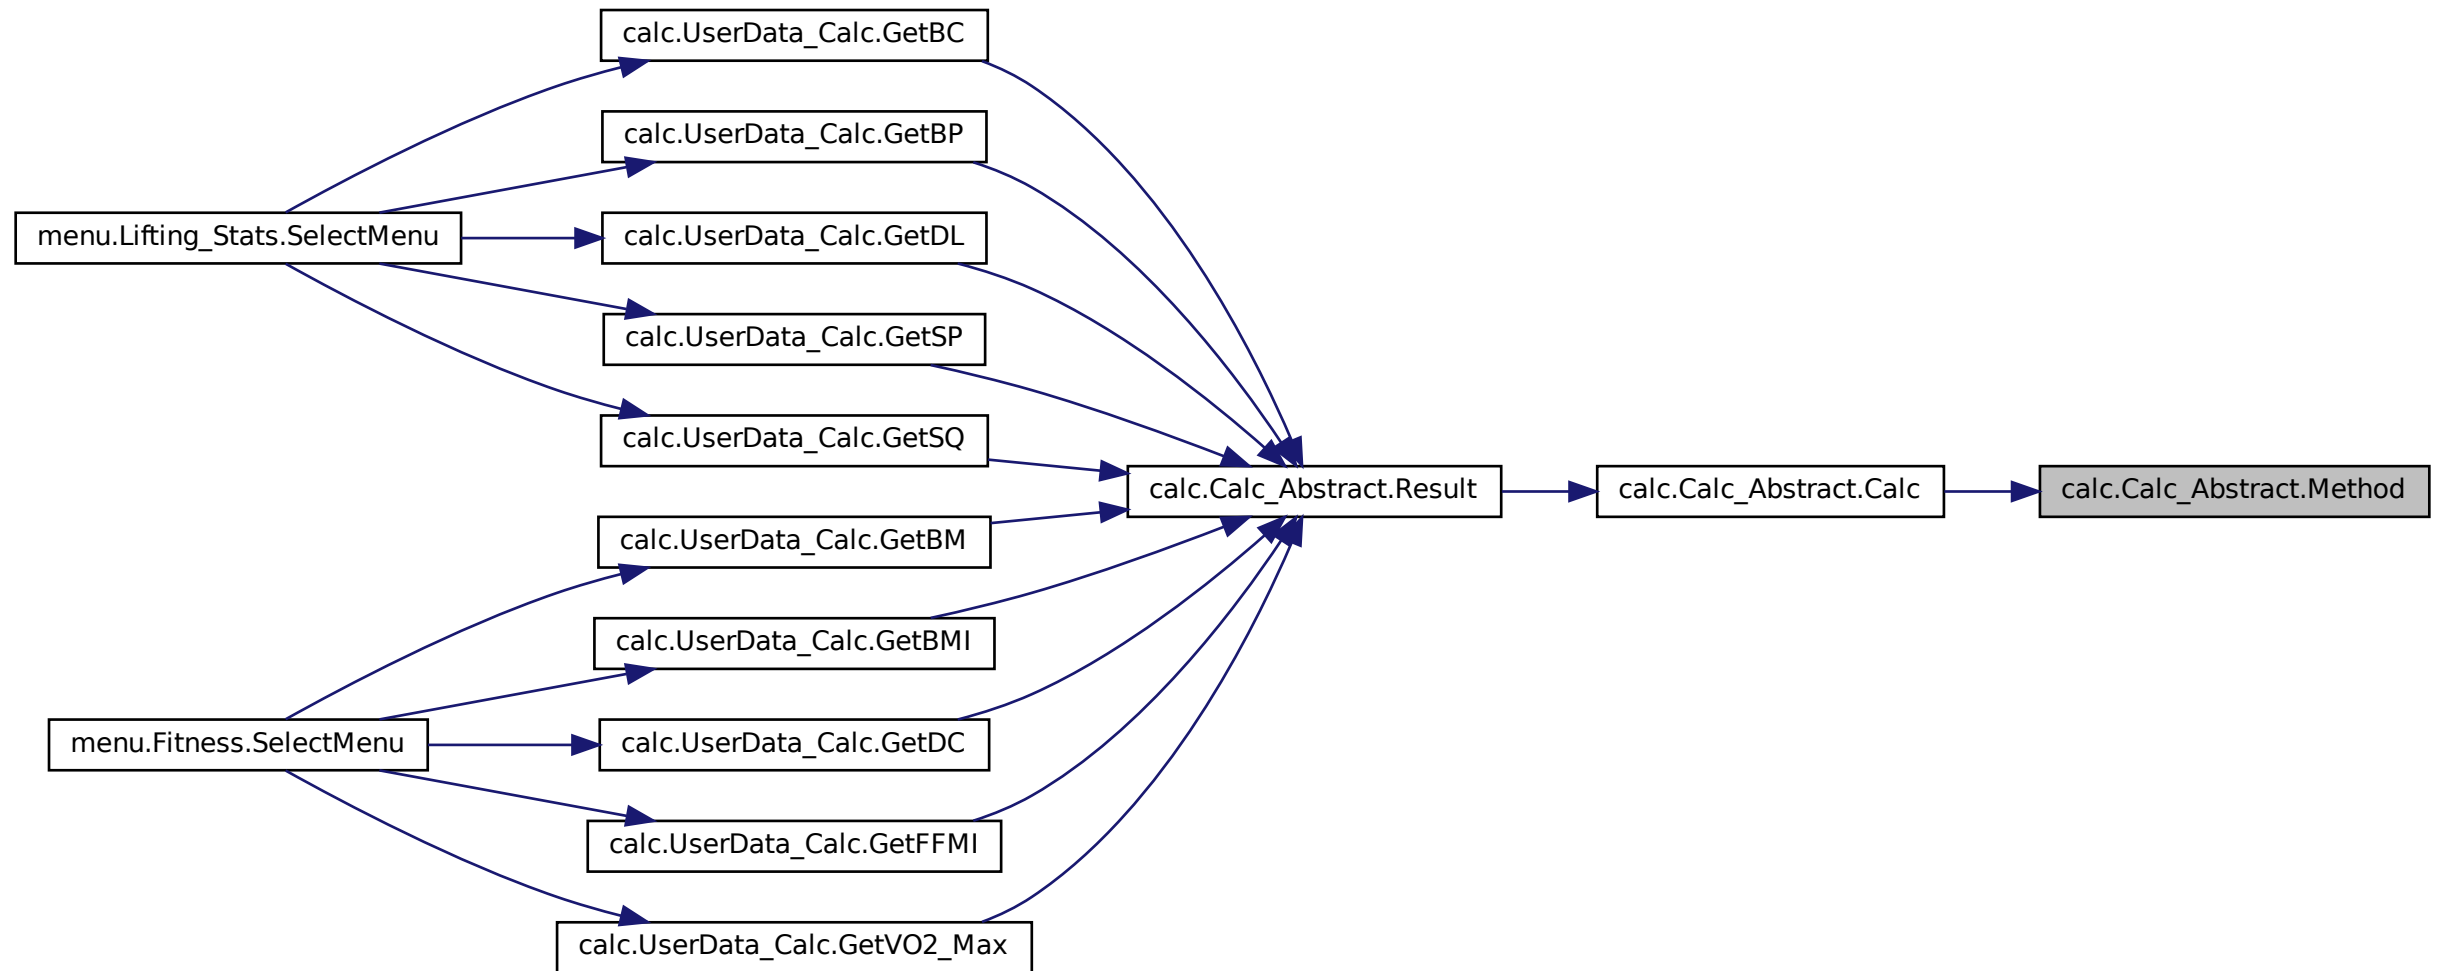 calc.UserData_Calc.GetBC
calc.UserData_Calc.GetBP
menu.Lifting_Stats.SelectMenu
calc.UserData_Calc.GetDL
calc.UserData_Calc.GetSP
calc.UserData_Calc.GetSQ
calc.Calc_Abstract.Result
calc.Calc_Abstract.Calc
calc.Calc_Abstract.Method
calc.UserData_Calc.GetBM
calc.UserData_Calc.GetBMI
menu.Fitness.SelectMenu
calc.UserData_Calc.GetDC
calc.UserData_Calc.GetFFMI
calc.UserData_Calc.GetVO2_Max